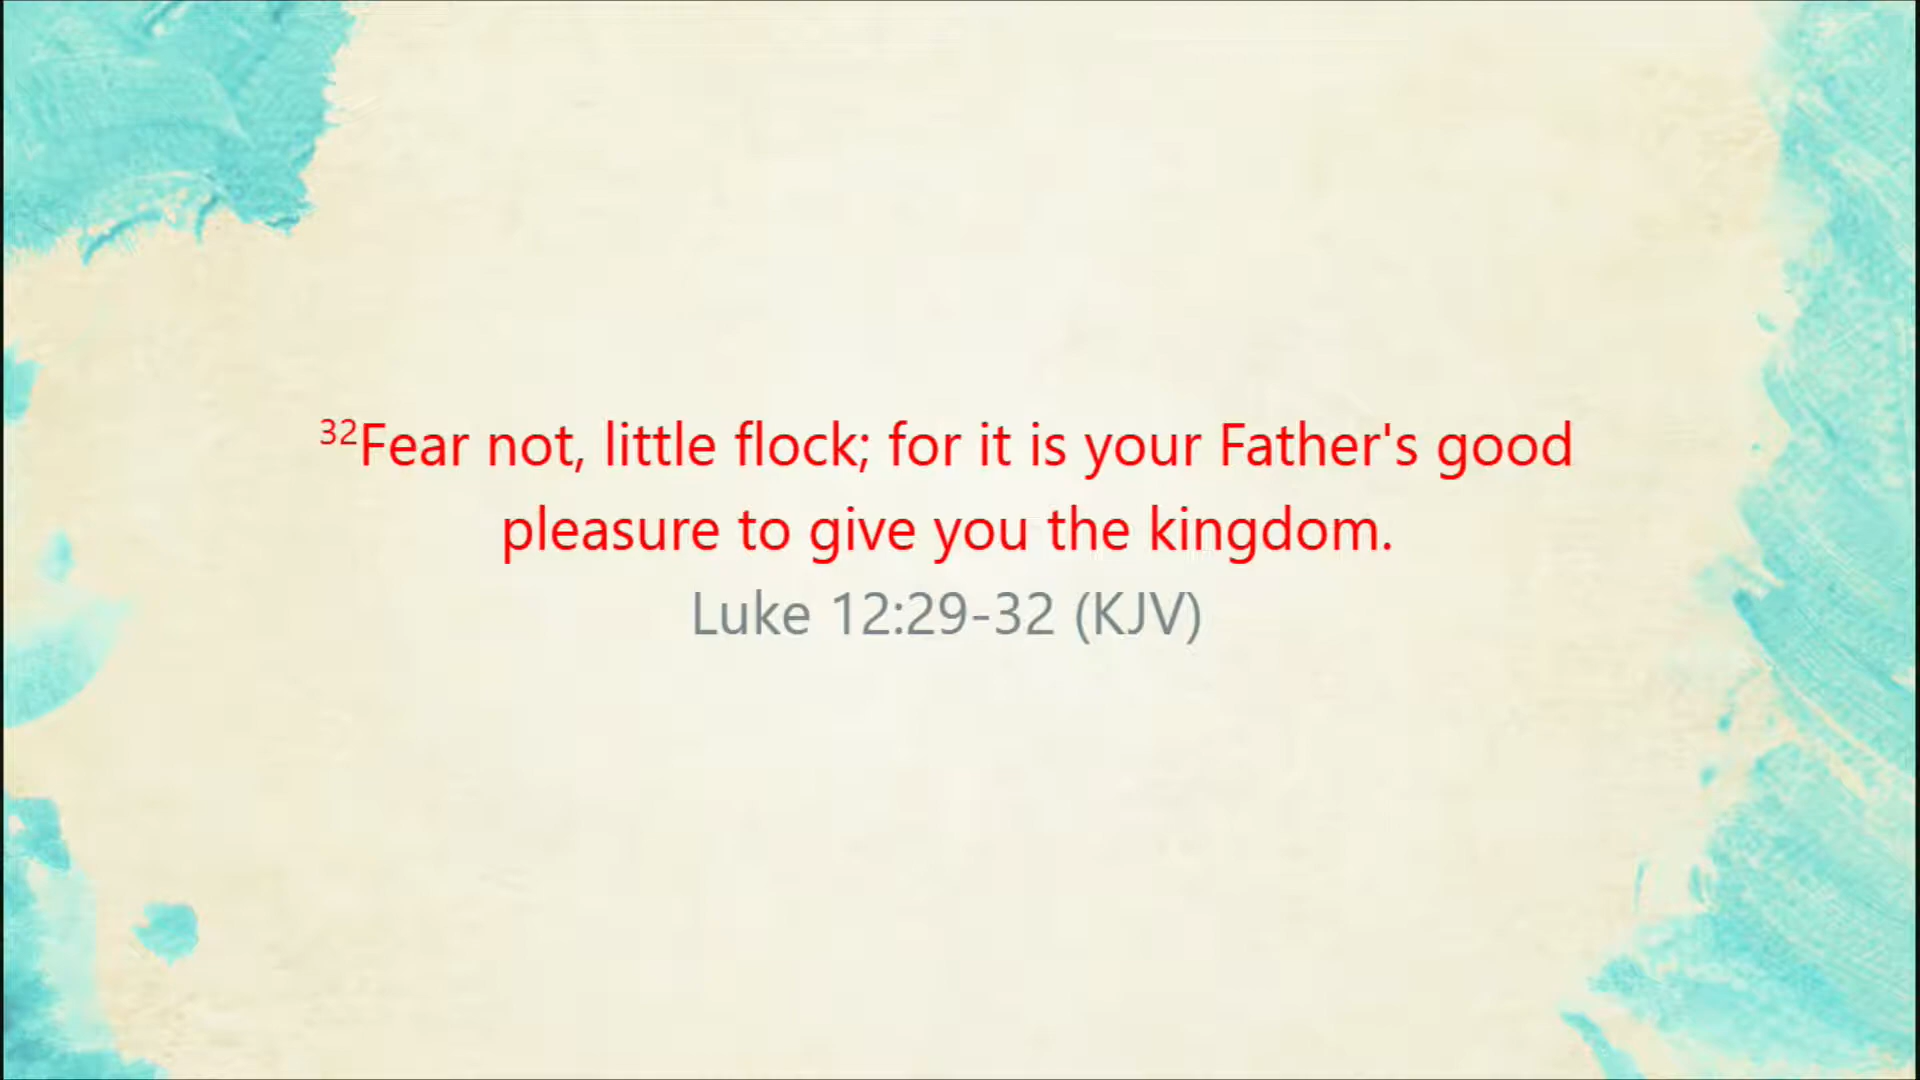 32Fear not, little flock; for it is your Father's good
pleasure to give you the kingdom.
Luke 12:29-32 (KJV)